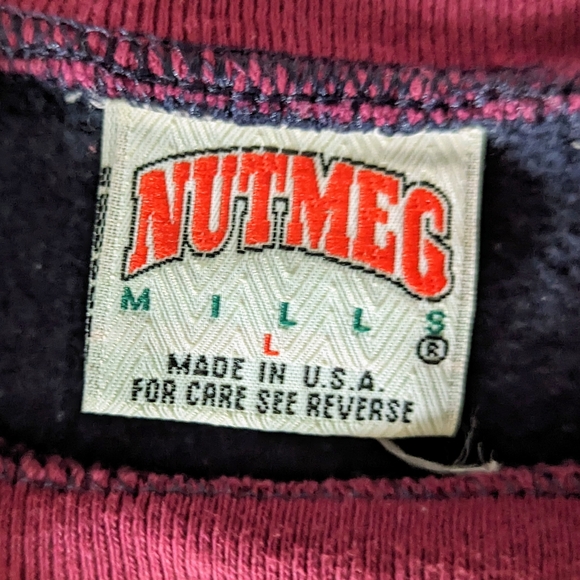 NUTMEG
MILLS
L
®
MADE IN U.S.A.
FOR CARE SEE REVERSE